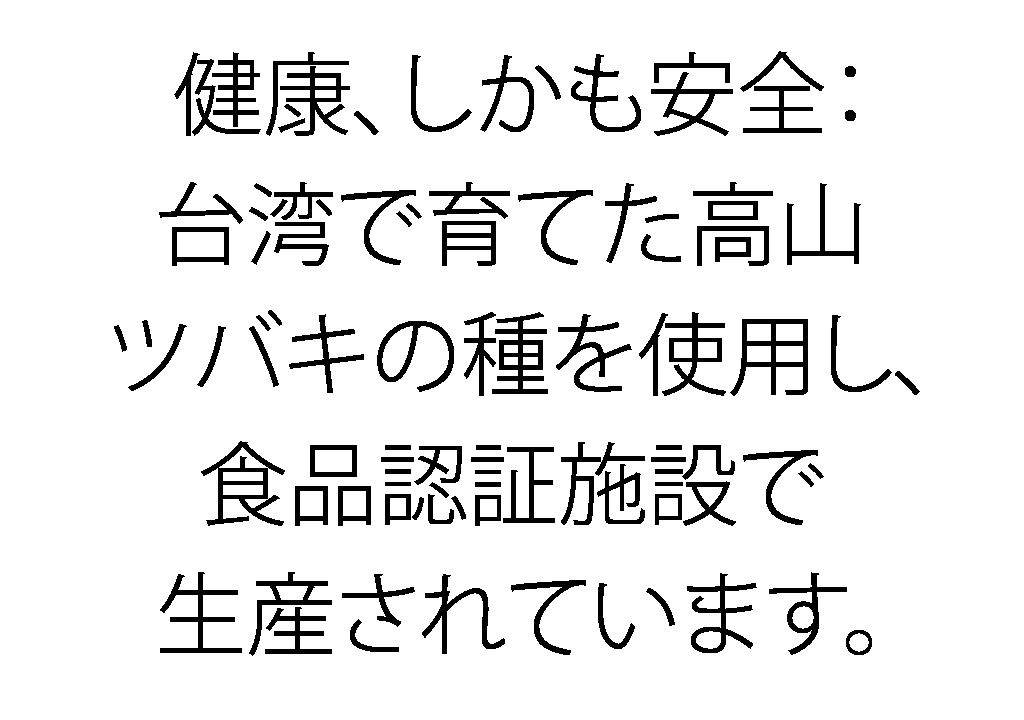 健康、しかも安全：
台湾で育てた高山
ツバキの種を使用し、
食品認証施設で
生産されています。